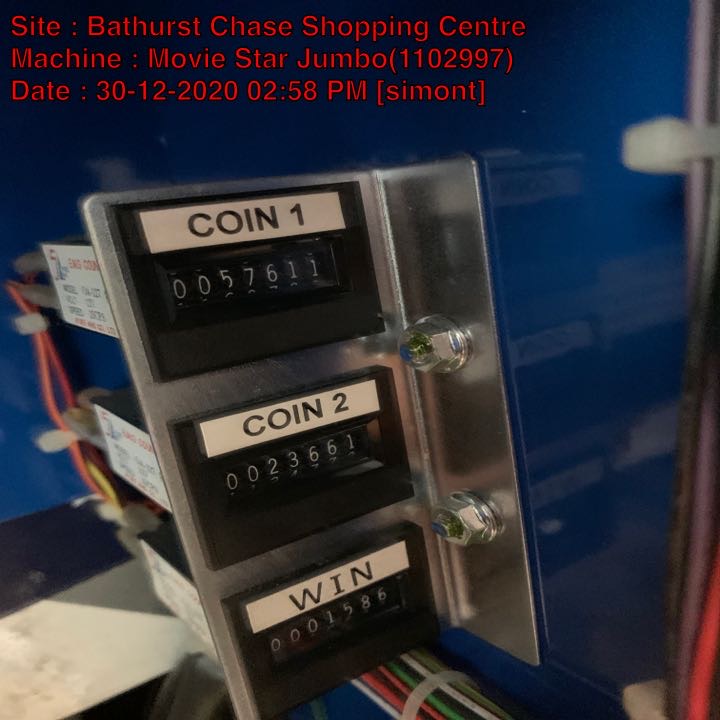 Site : Bathurst Chase Shopping Centre
Machine : Movie Star Jumbo(1102997)
Date : 30-12-2020 02:58 PM [simont]
COIN 1
0057611
COIN 2
0023661
WIN
0001586